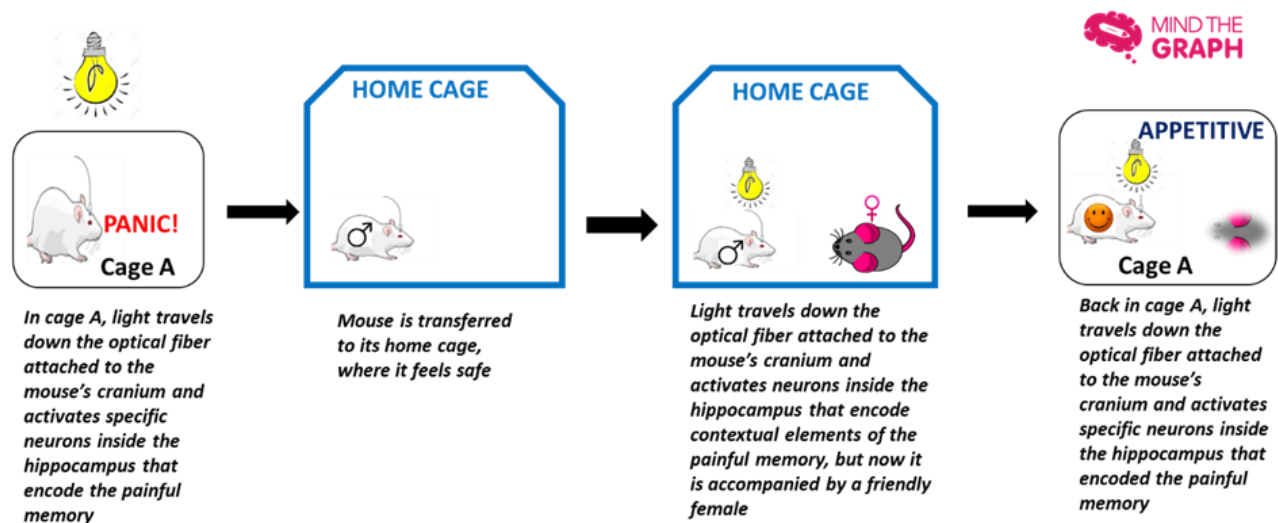 MIND THE
GRAPH
HOME CAGE
HOME CAGE
APPETITIVE
PANIC!
Cage A
♂
♂
♀
Cage A
In cage A, light travels
down the optical fiber
attached to the
mouse's cranium and
activates specific
neurons inside the
hippocampus that
encode the painful
memory
Mouse is transferred
to its home cage,
where it feels safe
Light travels down the
optical fiber attached to the
mouse's cranium and
activates neurons inside the
hippocampus that encode
contextual elements of the
painful memory, but now it
is accompanied by a friendly
female
Back in cage A, light
travels down the
optical fiber attached
to the mouse's
cranium and activates
specific neurons inside
the hippocampus that
encoded the painful
memory